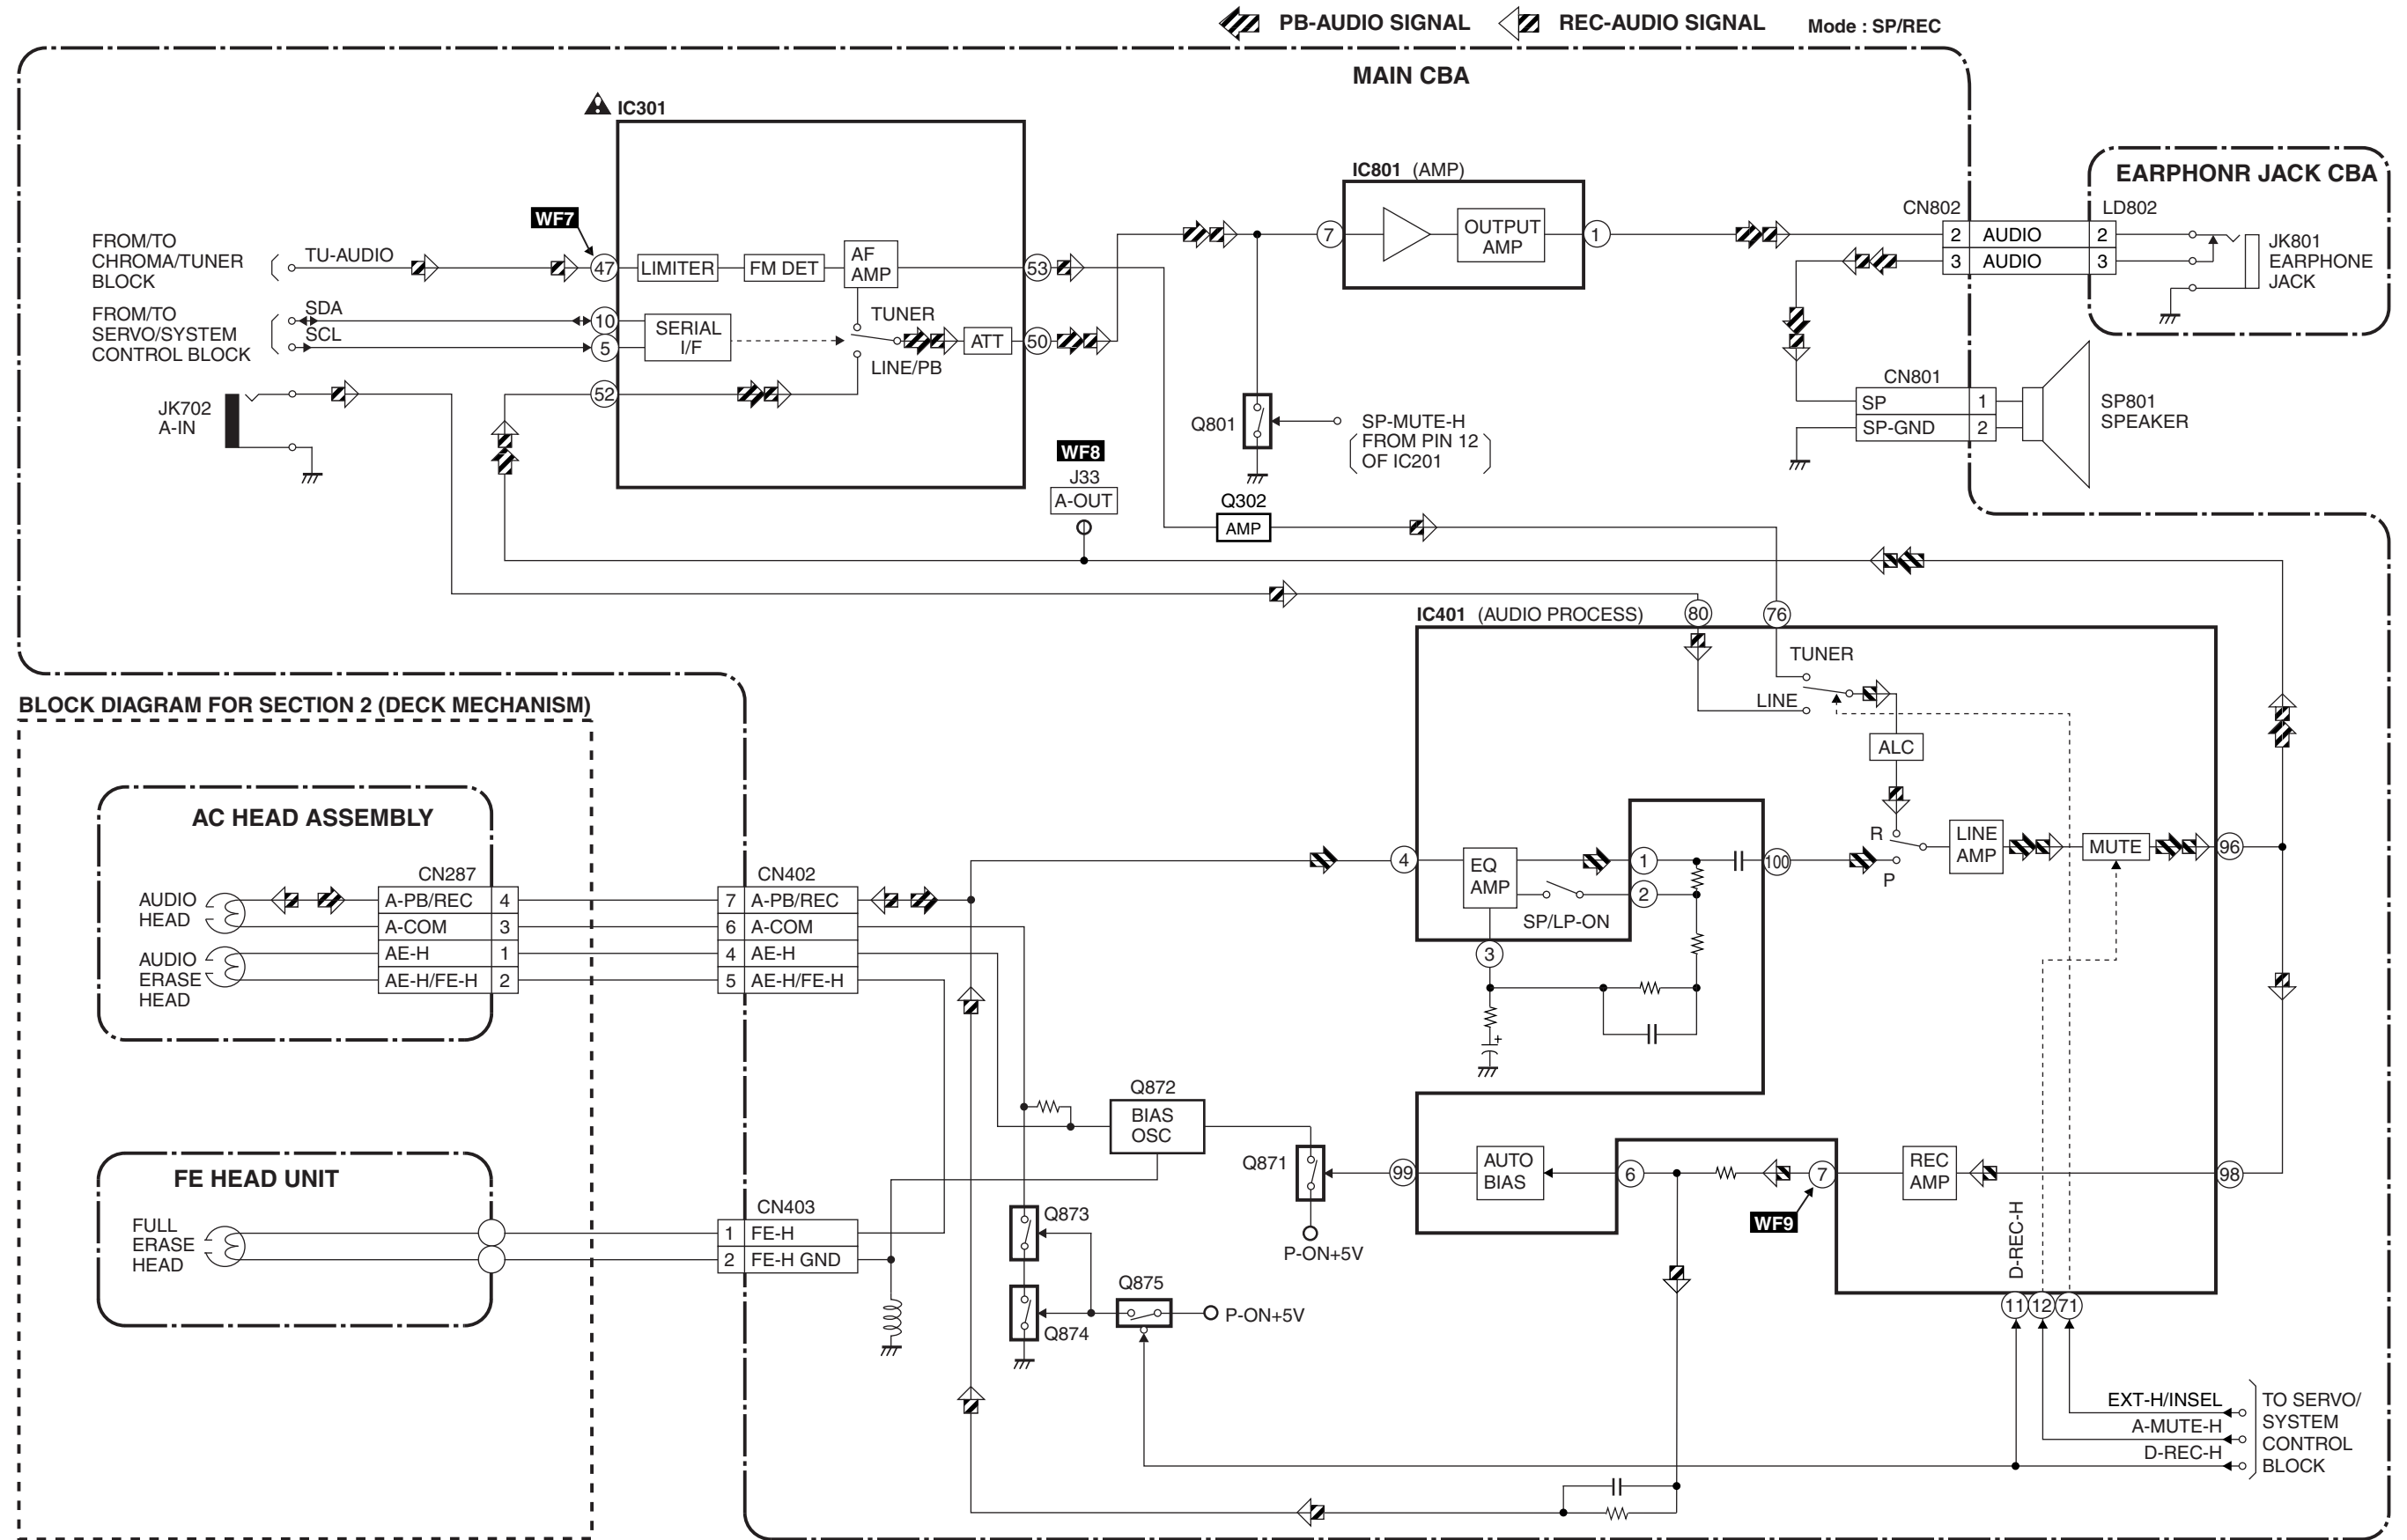 PB-AUDIO SIGNAL
REC-AUDIO SIGNAL
Mode : SP/REC
MAIN CBA
IC301
WF7
FROM/TO
CHROMA/TUNER
BLOCK
TU-AUDIO
47
LIMITER
FM DET
AF
AMP
53
FROM/TO
SERVO/SYSTEM
CONTROL BLOCK
SDA
SCL
10
5
SERIAL
I/F
TUNER
LINE/PB
ATT
50
52
JK702
A-IN
WF8
J33
A-OUT
IC801 (AMP)
7
OUTPUT
AMP
1
Q801
SP-MUTE-H
FROM PIN 12
OF IC201
Q302
AMP
CN802
2 AUDIO 2
3 AUDIO 3
LD802
EARPHONR JACK CBA
JK801
EARPHONE
JACK
CN801
SP 1
SP-GND 2
SP801
SPEAKER
IC401 (AUDIO PROCESS)
80
76
TUNER
LINE
ALC
R
P
LINE
AMP
MUTE
96
4
EQ
AMP
1
2
SP/LP-ON
3
+
100
BLOCK DIAGRAM FOR SECTION 2 (DECK MECHANISM)
AC HEAD ASSEMBLY
AUDIO
HEAD
AUDIO
ERASE
HEAD
CN287
A-PB/REC 4
A-COM 3
AE-H 1
AE-H/FE-H 2
CN402
7 A-PB/REC
6 A-COM
4 AE-H
5 AE-H/FE-H
FE HEAD UNIT
FULL
ERASE
HEAD
CN403
1 FE-H
2 FE-H GND
Q872
BIAS
OSC
Q871
P-ON+5V
Q873
Q874
Q875
P-ON+5V
99
AUTO
BIAS
6
7
WF9
REC
AMP
98
D-REC-H
11
12
71
EXT-H/INSEL
A-MUTE-H
D-REC-H
TO SERVO/
SYSTEM
CONTROL
BLOCK